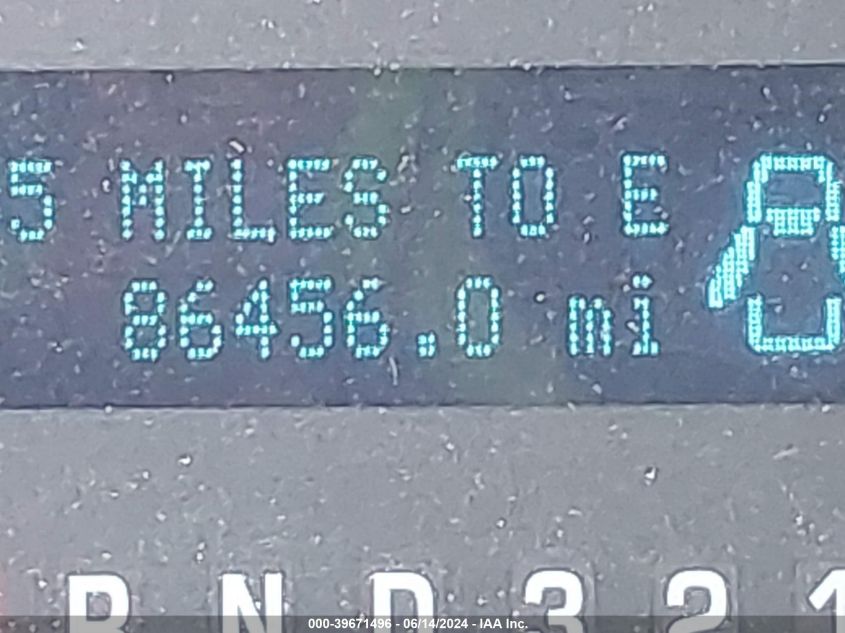 5 MILES TO E
86456.0 mi
R N D 3 2 1
000-39671496 - 06/14/2024 - IAA Inc.